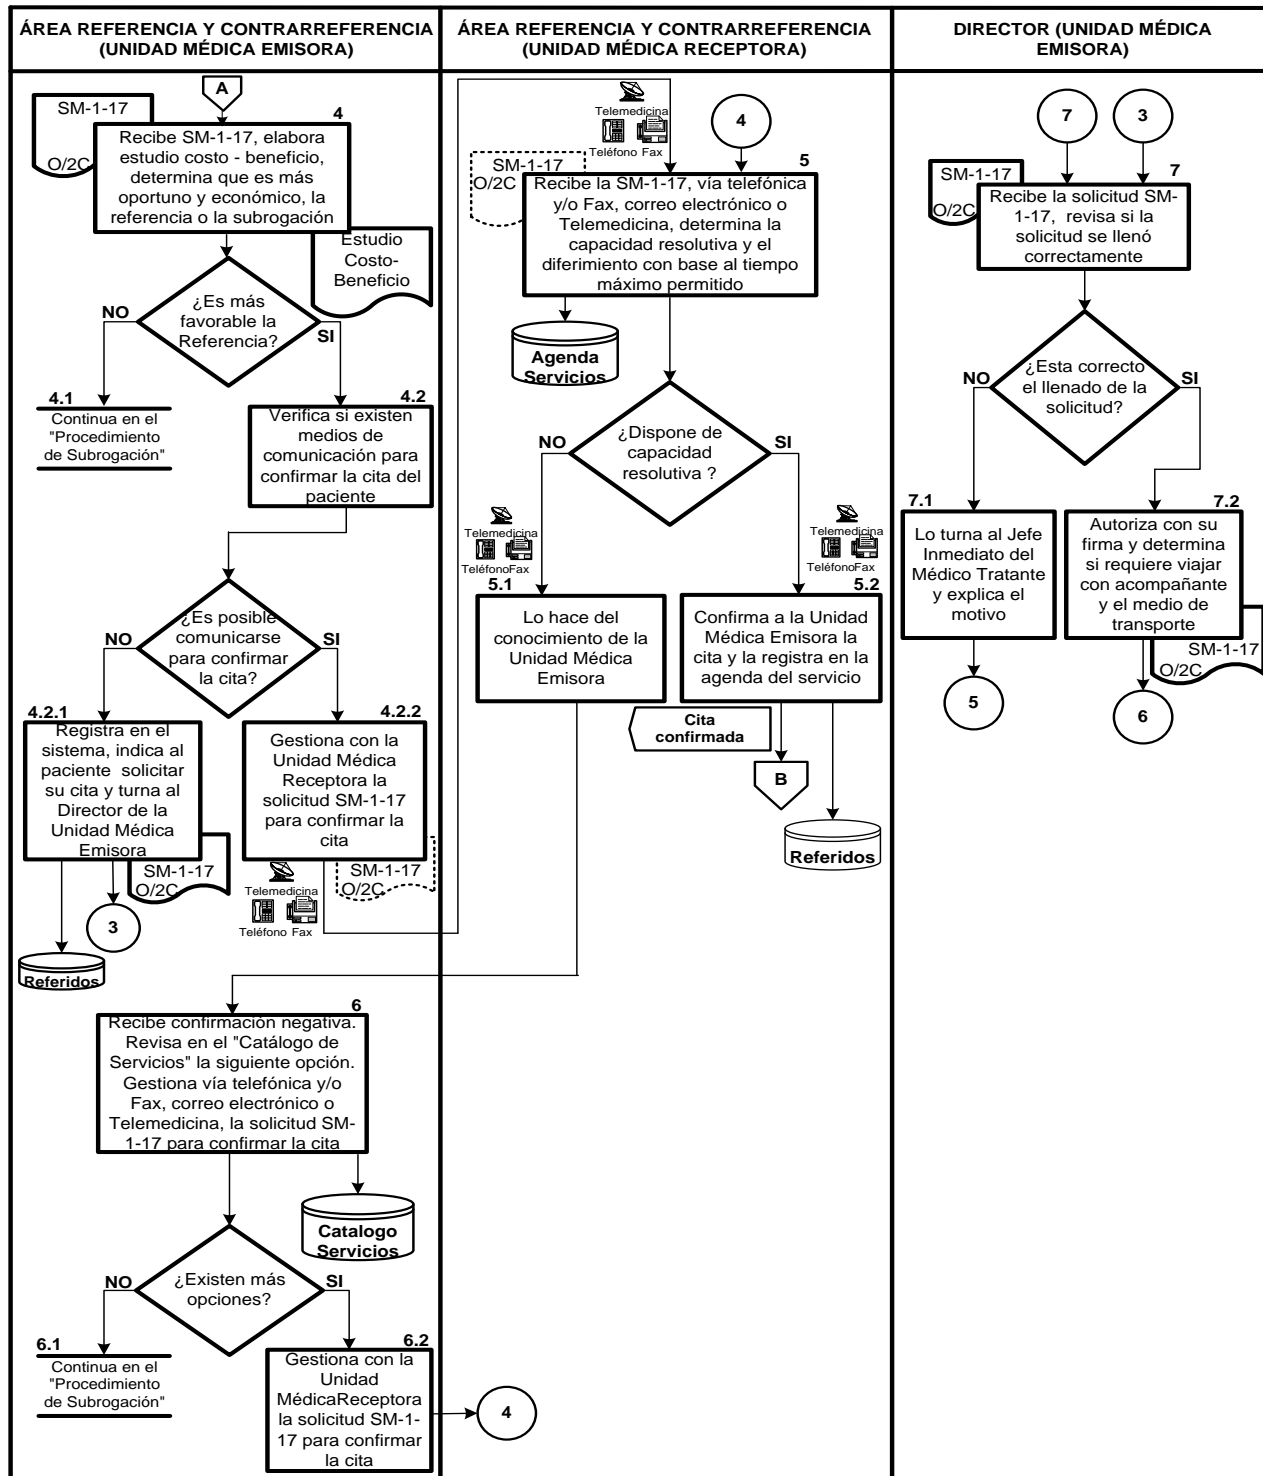 ÁREA REFERENCIA Y CONTRARREFERENCIA
(UNIDAD MÉDICA EMISORA)
A
SM-1-17
O/2C
4
Recibe SM-1-17, elabora
estudio costo - beneficio,
determina que es más
oportuno y económico, la
referencia o la subrogación
Estudio
Costo-
Beneficio
¿Es más
favorable la
Referencia?
NO
SI
4.1
Continua en el
"Procedimiento
de Subrogación"
4.2
Verifica si existen
medios de
comunicación para
confirmar la cita del
paciente
¿Es posible
comunicarse
para confirmar
la cita?
NO
SI
4.2.1
Registra en el
sistema, indica al
paciente solicitar
su cita y turna al
Director de la
Unidad Médica
Emisora
SM-1-17
O/2C
3
Referidos
4.2.2
Gestiona con la
Unidad Médica
Receptora la
solicitud SM-1-17
para confirmar la
cita
SM-1-17
O/2C
Telemedicina
Teléfono Fax
6
Recibe confirmación negativa.
Revisa en el "Catálogo de
Servicios" la siguiente opción.
Gestiona vía telefónica y/o
Fax, correo electrónico o
Telemedicina, la solicitud SM-
1-17 para confirmar la cita
Catalogo
Servicios
¿Existen más
opciones?
NO
SI
6.1
Continua en el
"Procedimiento
de Subrogación"
6.2
Gestiona con la
Unidad
MédicaReceptora
la solicitud SM-1-
17 para confirmar
la cita
4
ÁREA REFERENCIA Y CONTRARREFERENCIA
(UNIDAD MÉDICA RECEPTORA)
Telemedicina
Teléfono Fax
4
SM-1-17
O/2C
5
Recibe la SM-1-17, vía telefónica
y/o Fax, correo electrónico o
Telemedicina, determina la
capacidad resolutiva y el
diferimiento con base al tiempo
máximo permitido
Agenda
Servicios
¿Dispone de
capacidad
resolutiva ?
NO
SI
Telemedicina
TeléfonoFax
5.1
Lo hace del
conocimiento de la
Unidad Médica
Emisora
Telemedicina
TeléfonoFax
5.2
Confirma a la Unidad
Médica Emisora la
cita y la registra en la
agenda del servicio
Cita
confirmada
B
Referidos
DIRECTOR (UNIDAD MÉDICA
EMISORA)
7
3
SM-1-17
O/2C
7
Recibe la solicitud SM-
1-17, revisa si la
solicitud se llenó
correctamente
¿Esta correcto
el llenado de la
solicitud?
NO
SI
7.1
Lo turna al Jefe
Inmediato del
Médico Tratante
y explica el
motivo
5
7.2
Autoriza con su
firma y determina
si requiere viajar
con acompañante
y el medio de
transporte
SM-1-17
O/2C
6